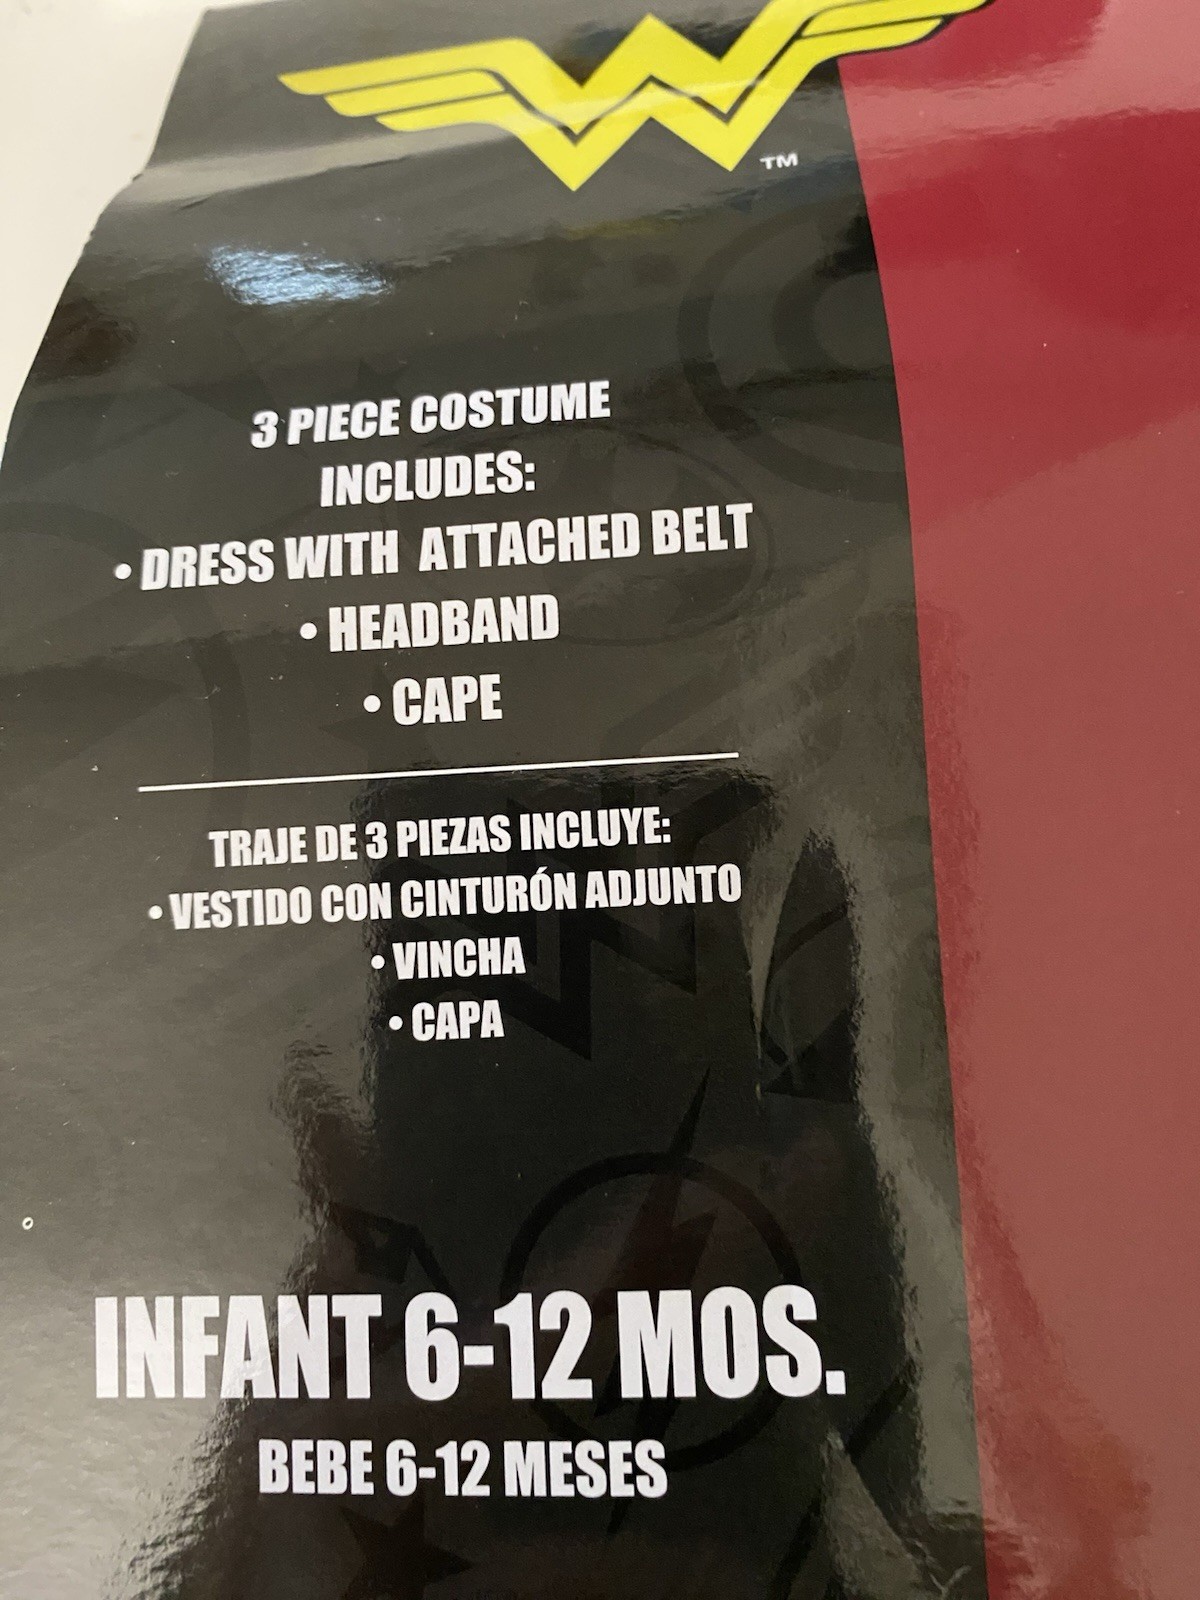 TM
3 PIECE COSTUME
INCLUDES:
• DRESS WITH ATTACHED BELT
• HEADBAND
• CAPE
TRAJE DE 3 PIEZAS INCLUYE:
• VESTIDO CON CINTURÓN ADJUNTO
• VINCHA
• CAPA
INFANT 6-12 MOS.
BEBE 6-12 MESES